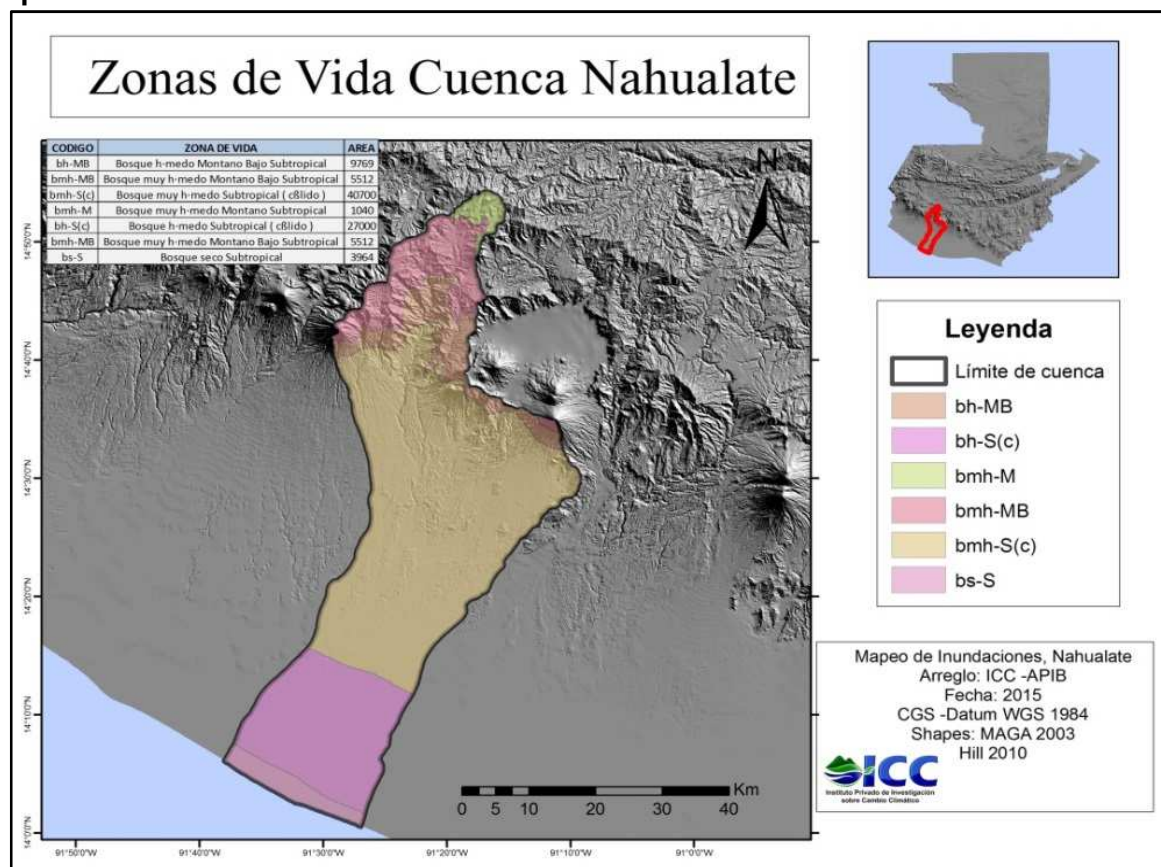 Zonas de Vida Cuenca Nahualate
CODIGO ZONA DE VIDA AREA
bh-MB Bosque h-medo Montano Bajo Subtropical 9769
bmh-MB Bosque muy h-medo Montano Bajo Subtropical 5512
bmh-S(c) Bosque muy h-medo Subtropical ( cßlido ) 40700
bmh-M Bosque muy h-medo Montano Subtropical 1040
bh-S(c) Bosque h-medo Subtropical ( cßlido ) 27000
bmh-MB Bosque muy h-medo Montano Bajo Subtropical 5512
bs-S Bosque seco Subtropical 3964
N
14°50'0"N
14°40'0"N
14°30'0"N
14°20'0"N
14°10'0"N
14°0'0"N
Km
0 5 10 20 30 40
91°50'0"W 91°40'0"W 91°30'0"W 91°20'0"W 91°10'0"W 91°0'0"W
Leyenda
Límite de cuenca
bh-MB
bh-S(c)
bmh-M
bmh-MB
bmh-S(c)
bs-S
Mapeo de Inundaciones, Nahualate
Arreglo: ICC -APIB
Fecha: 2015
CGS -Datum WGS 1984
Shapes: MAGA 2003
Hill 2010
ICC
Instituto Privado de Investigación
sobre Cambio Climático